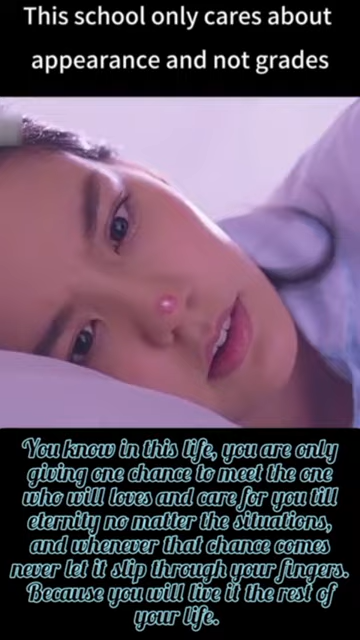 This school only cares about
appearance and not grades
You know in this life, you are only
giving one chance to meet the one
who will loves and care for you till
eternity no matter the situations,
and whenever that chance comes
never let it slip through your fingers.
Because you will live it the rest of
your life.